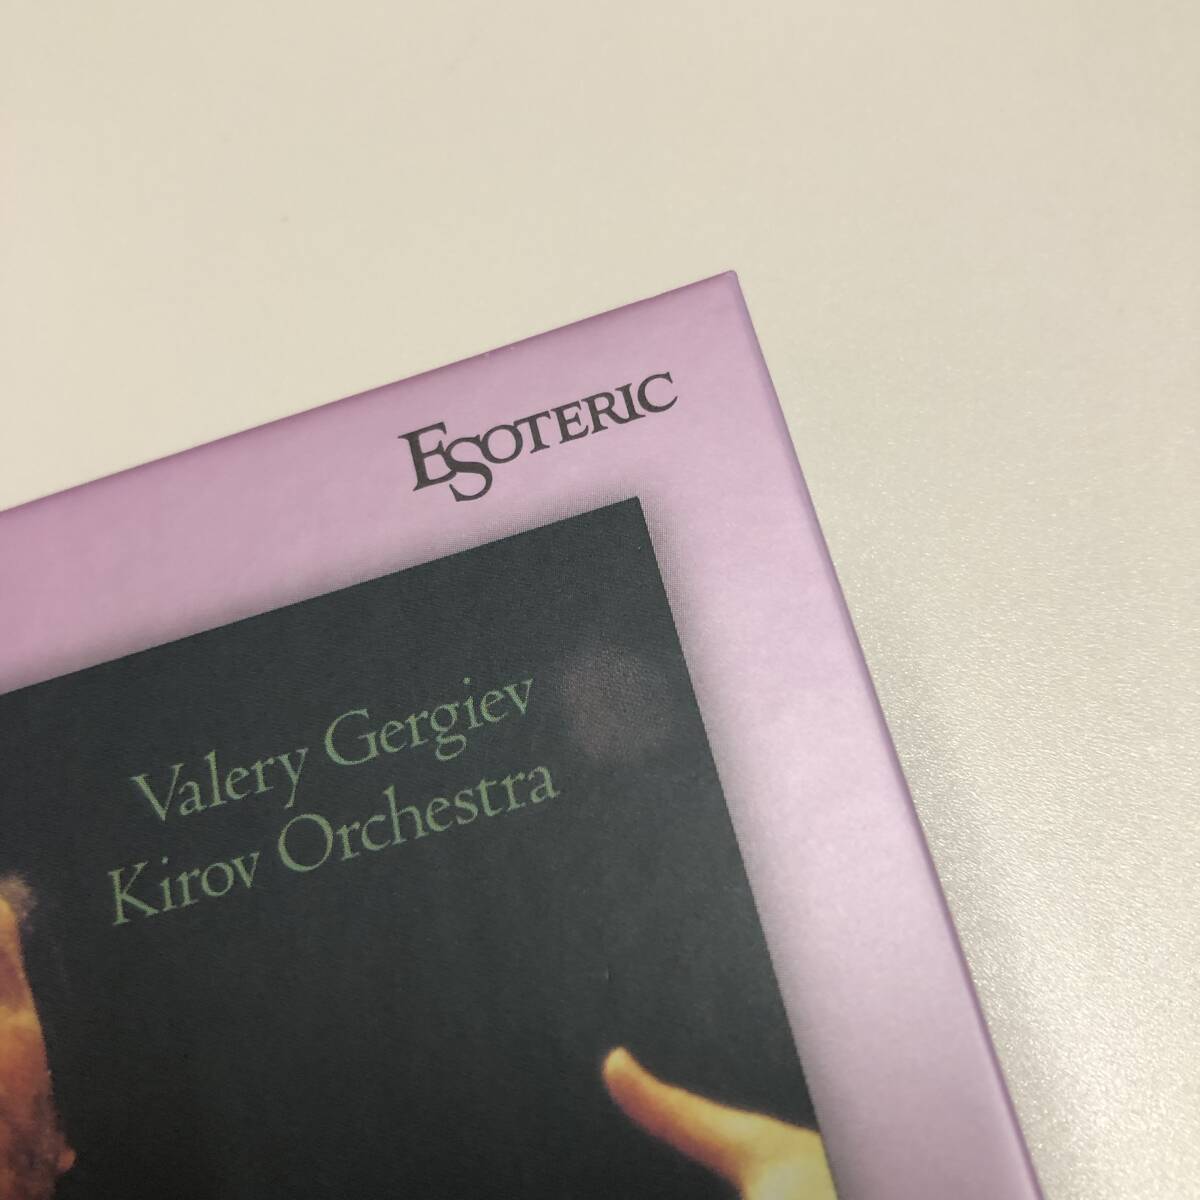 ESOTERIC
Valery Gergiev
Kirov Orchestra